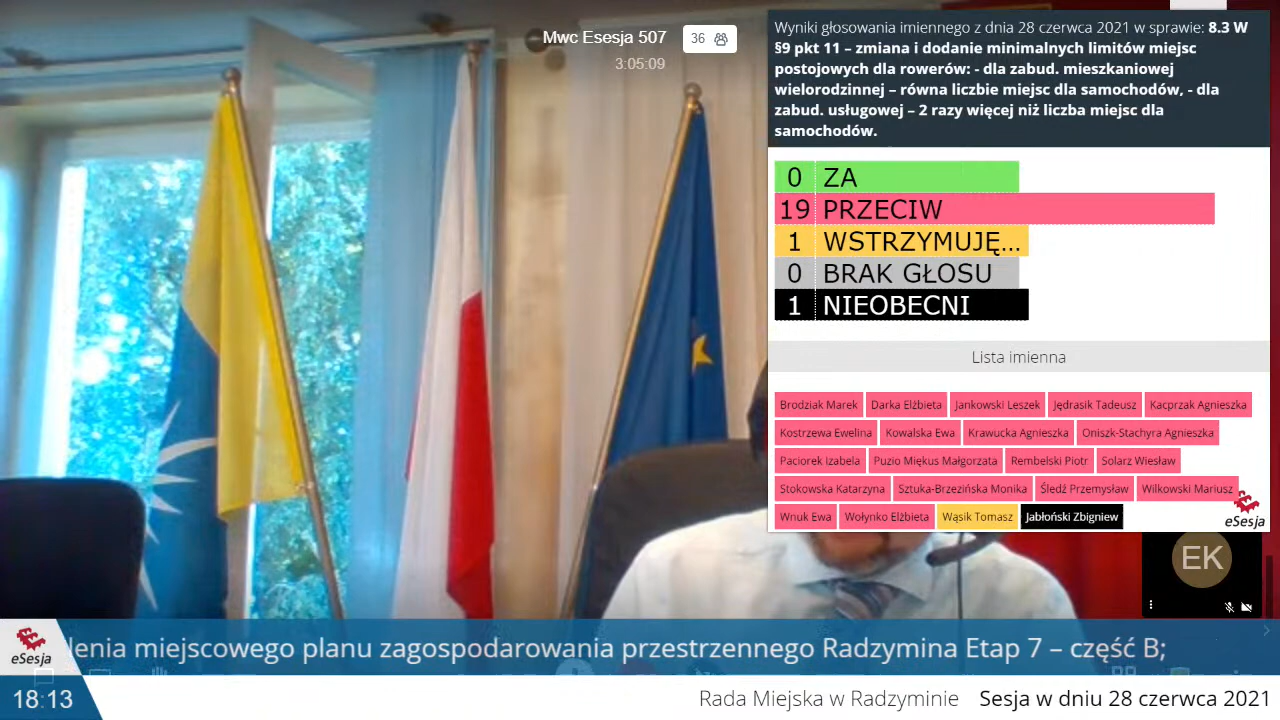 Mwc Esesja 507
36
3:05:09
Wyniki głosowania imiennego z dnia 28 czerwca 2021 w sprawie: 8.3 W
§9 pkt 11 – zmiana i dodanie minimalnych limitów miejsc
postojowych dla rowerów: - dla zabud. mieszkaniowej
wielorodzinnej – równa liczbie miejsc dla samochodów, - dla
zabud. usługowej – 2 razy więcej niż liczba miejsc dla
samochodów.
0 ZA
19 PRZECIW
1 WSTRZYMUJĘ...
0 BRAK GŁOSU
1 NIEOBECNI
Lista imienna
Brodziak Marek Darka Elżbieta Jankowski Leszek Jędrasik Tadeusz Kacprzak Agnieszka
Kostrzewa Ewelina Kowalska Ewa Krawucka Agnieszka Oniszk-Stachyra Agnieszka
Paciorek Izabela Puzio Miękus Małgorzata Rembelski Piotr Solarz Wiesław
Stokowska Katarzyna Sztuka-Brzezińska Monika Śledź Przemysław Wilkowski Mariusz
Wnuk Ewa Wołynko Elżbieta Wąsik Tomasz Jabłoński Zbigniew
eSesja
EK
eSesja
lenia miejscowego planu zagospodarowania przestrzennego Radzymina Etap 7 – część B;
18:13
Rada Miejska w Radzyminie Sesja w dniu 28 czerwca 2021